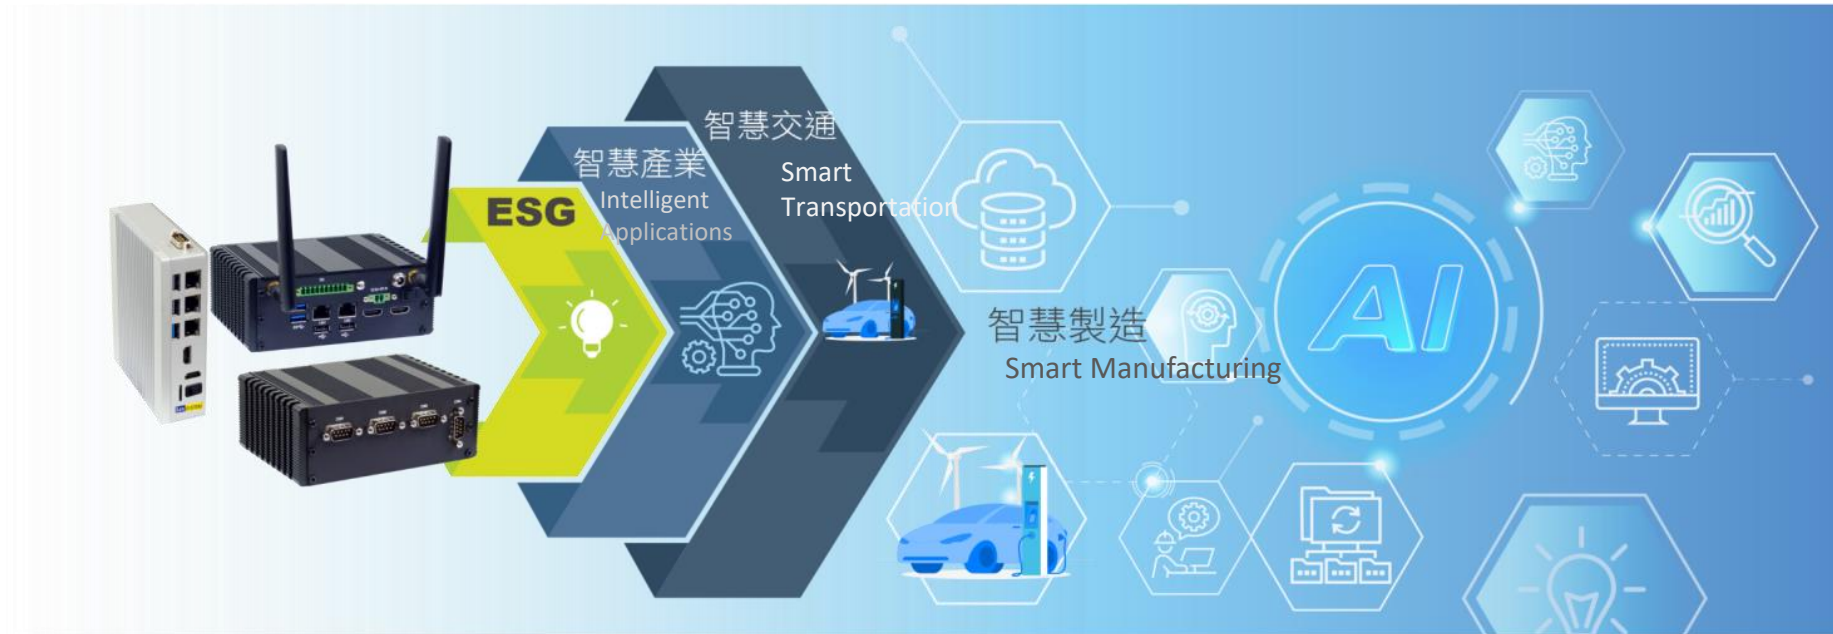 ESG
智慧產業
Intelligent
Applications
智慧交通
Smart
Transportation
智慧製造
Smart Manufacturing
AI